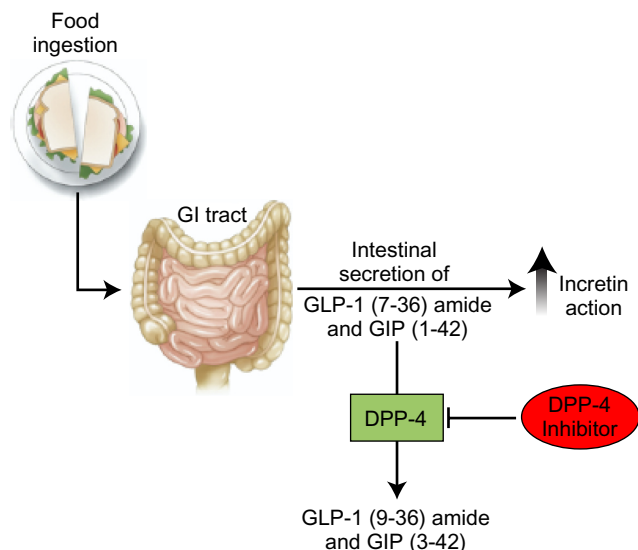 Food
ingestion
GI tract
Intestinal
secretion of
GLP-1 (7-36) amide
and GIP (1-42)
Incretin
action
DPP-4
DPP-4
Inhibitor
GLP-1 (9-36) amide
and GIP (3-42)